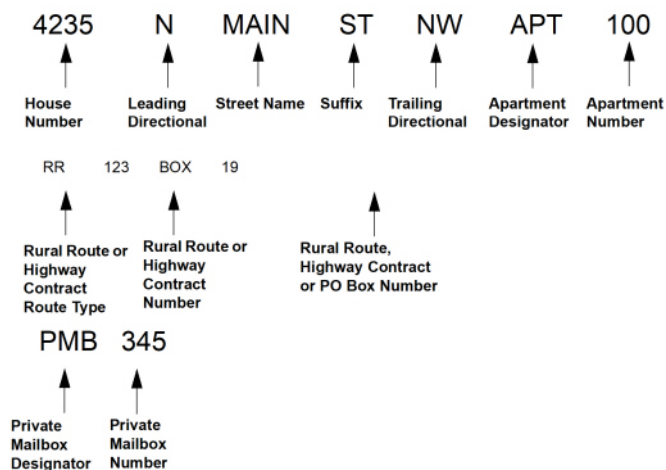 4235 N MAIN ST NW APT 100
House Number Leading Directional Street Name Suffix Trailing Directional Apartment Designator Apartment Number
RR 123 BOX 19
Rural Route or Highway Contract Route Type Rural Route or Highway Contract Number Rural Route, Highway Contract or PO Box Number
PMB 345
Private Mailbox Designator Private Mailbox Number